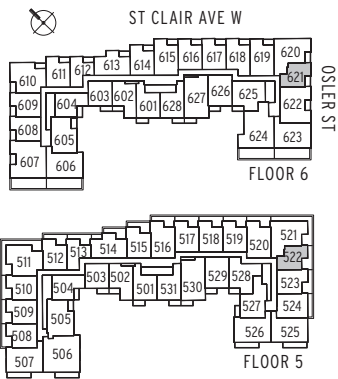 ST CLAIR AVE W
615 616 617 618 619 620
610 611 612 613 614 621
OSLER ST
609 604 603 602 601 628 627 626 625 622
608 605 624 623
607 606
FLOOR 6
517 518 519 520 521
511 512 513 514 515 516 522
510 504 503 502 501 531 530 529 528 523
509 505 527 524
508 526 525
507 506
FLOOR 5